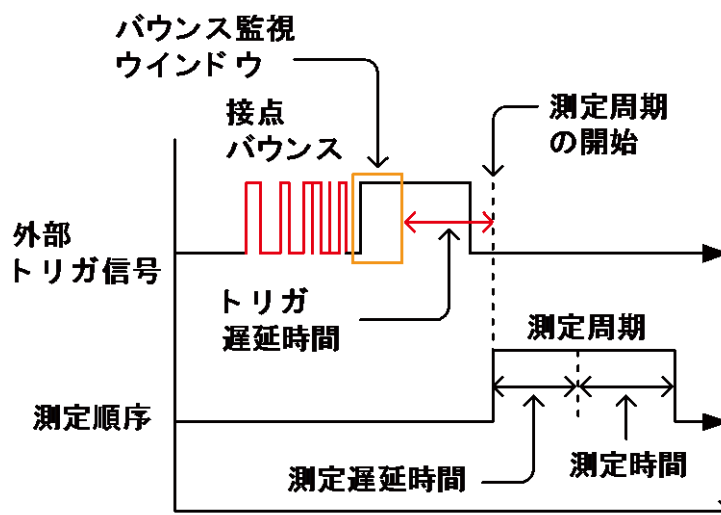 バウンス監視
ウインドウ
接点
バウンス
測定周期
の開始
外部
トリガ信号
トリガ
遅延時間
測定周期
測定順序
測定遅延時間
測定時間